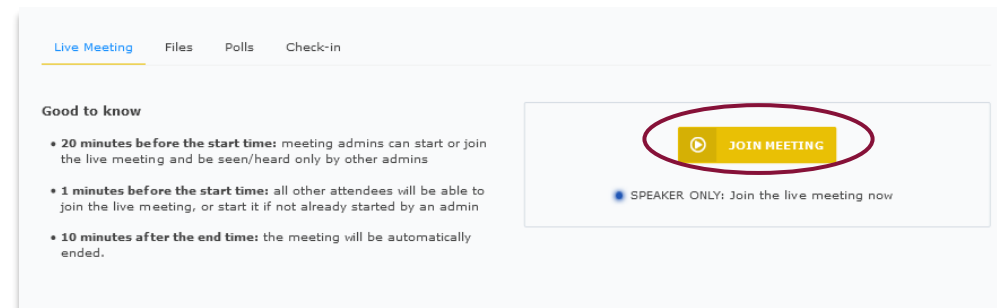 Live Meeting Files Polls Check-in
Good to know
• 20 minutes before the start time: meeting admins can start or join
the live meeting and be seen/heard only by other admins
• 1 minutes before the start time: all other attendees will be able to
join the live meeting, or start it if not already started by an admin
• 10 minutes after the end time: the meeting will be automatically
ended.
JOIN MEETING
SPEAKER ONLY: Join the live meeting now